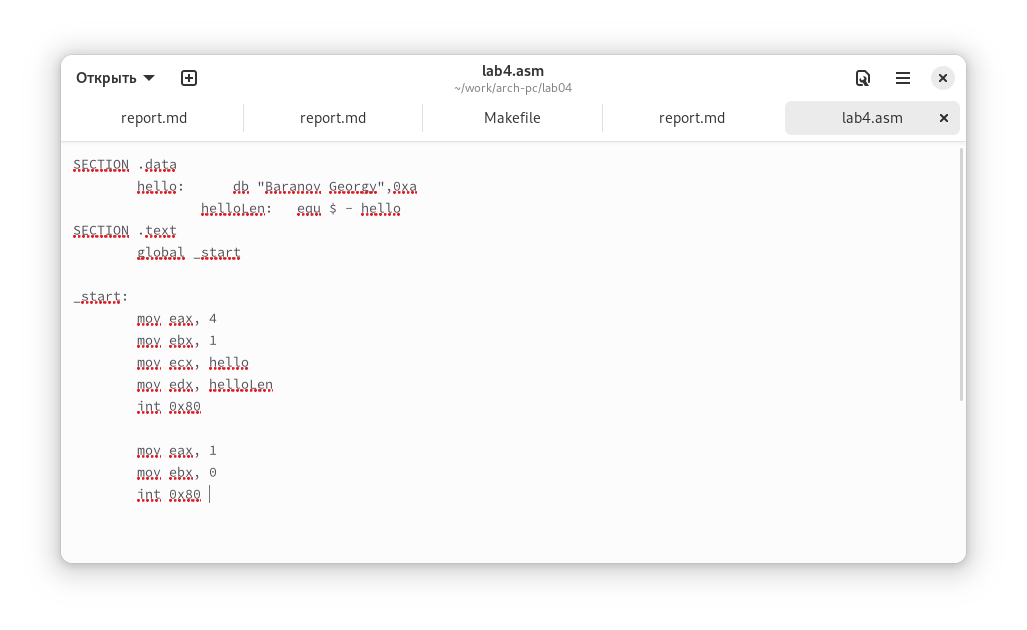 Открыть
lab4.asm
~/work/arch-pc/lab04
report.md report.md Makefile report.md lab4.asm
SECTION .data
hello: db "Baranov Georgy",0xa
helloLen: equ $ - hello
SECTION .text
global _start
_start:
mov eax, 4
mov ebx, 1
mov ecx, hello
mov edx, helloLen
int 0x80
mov eax, 1
mov ebx, 0
int 0x80